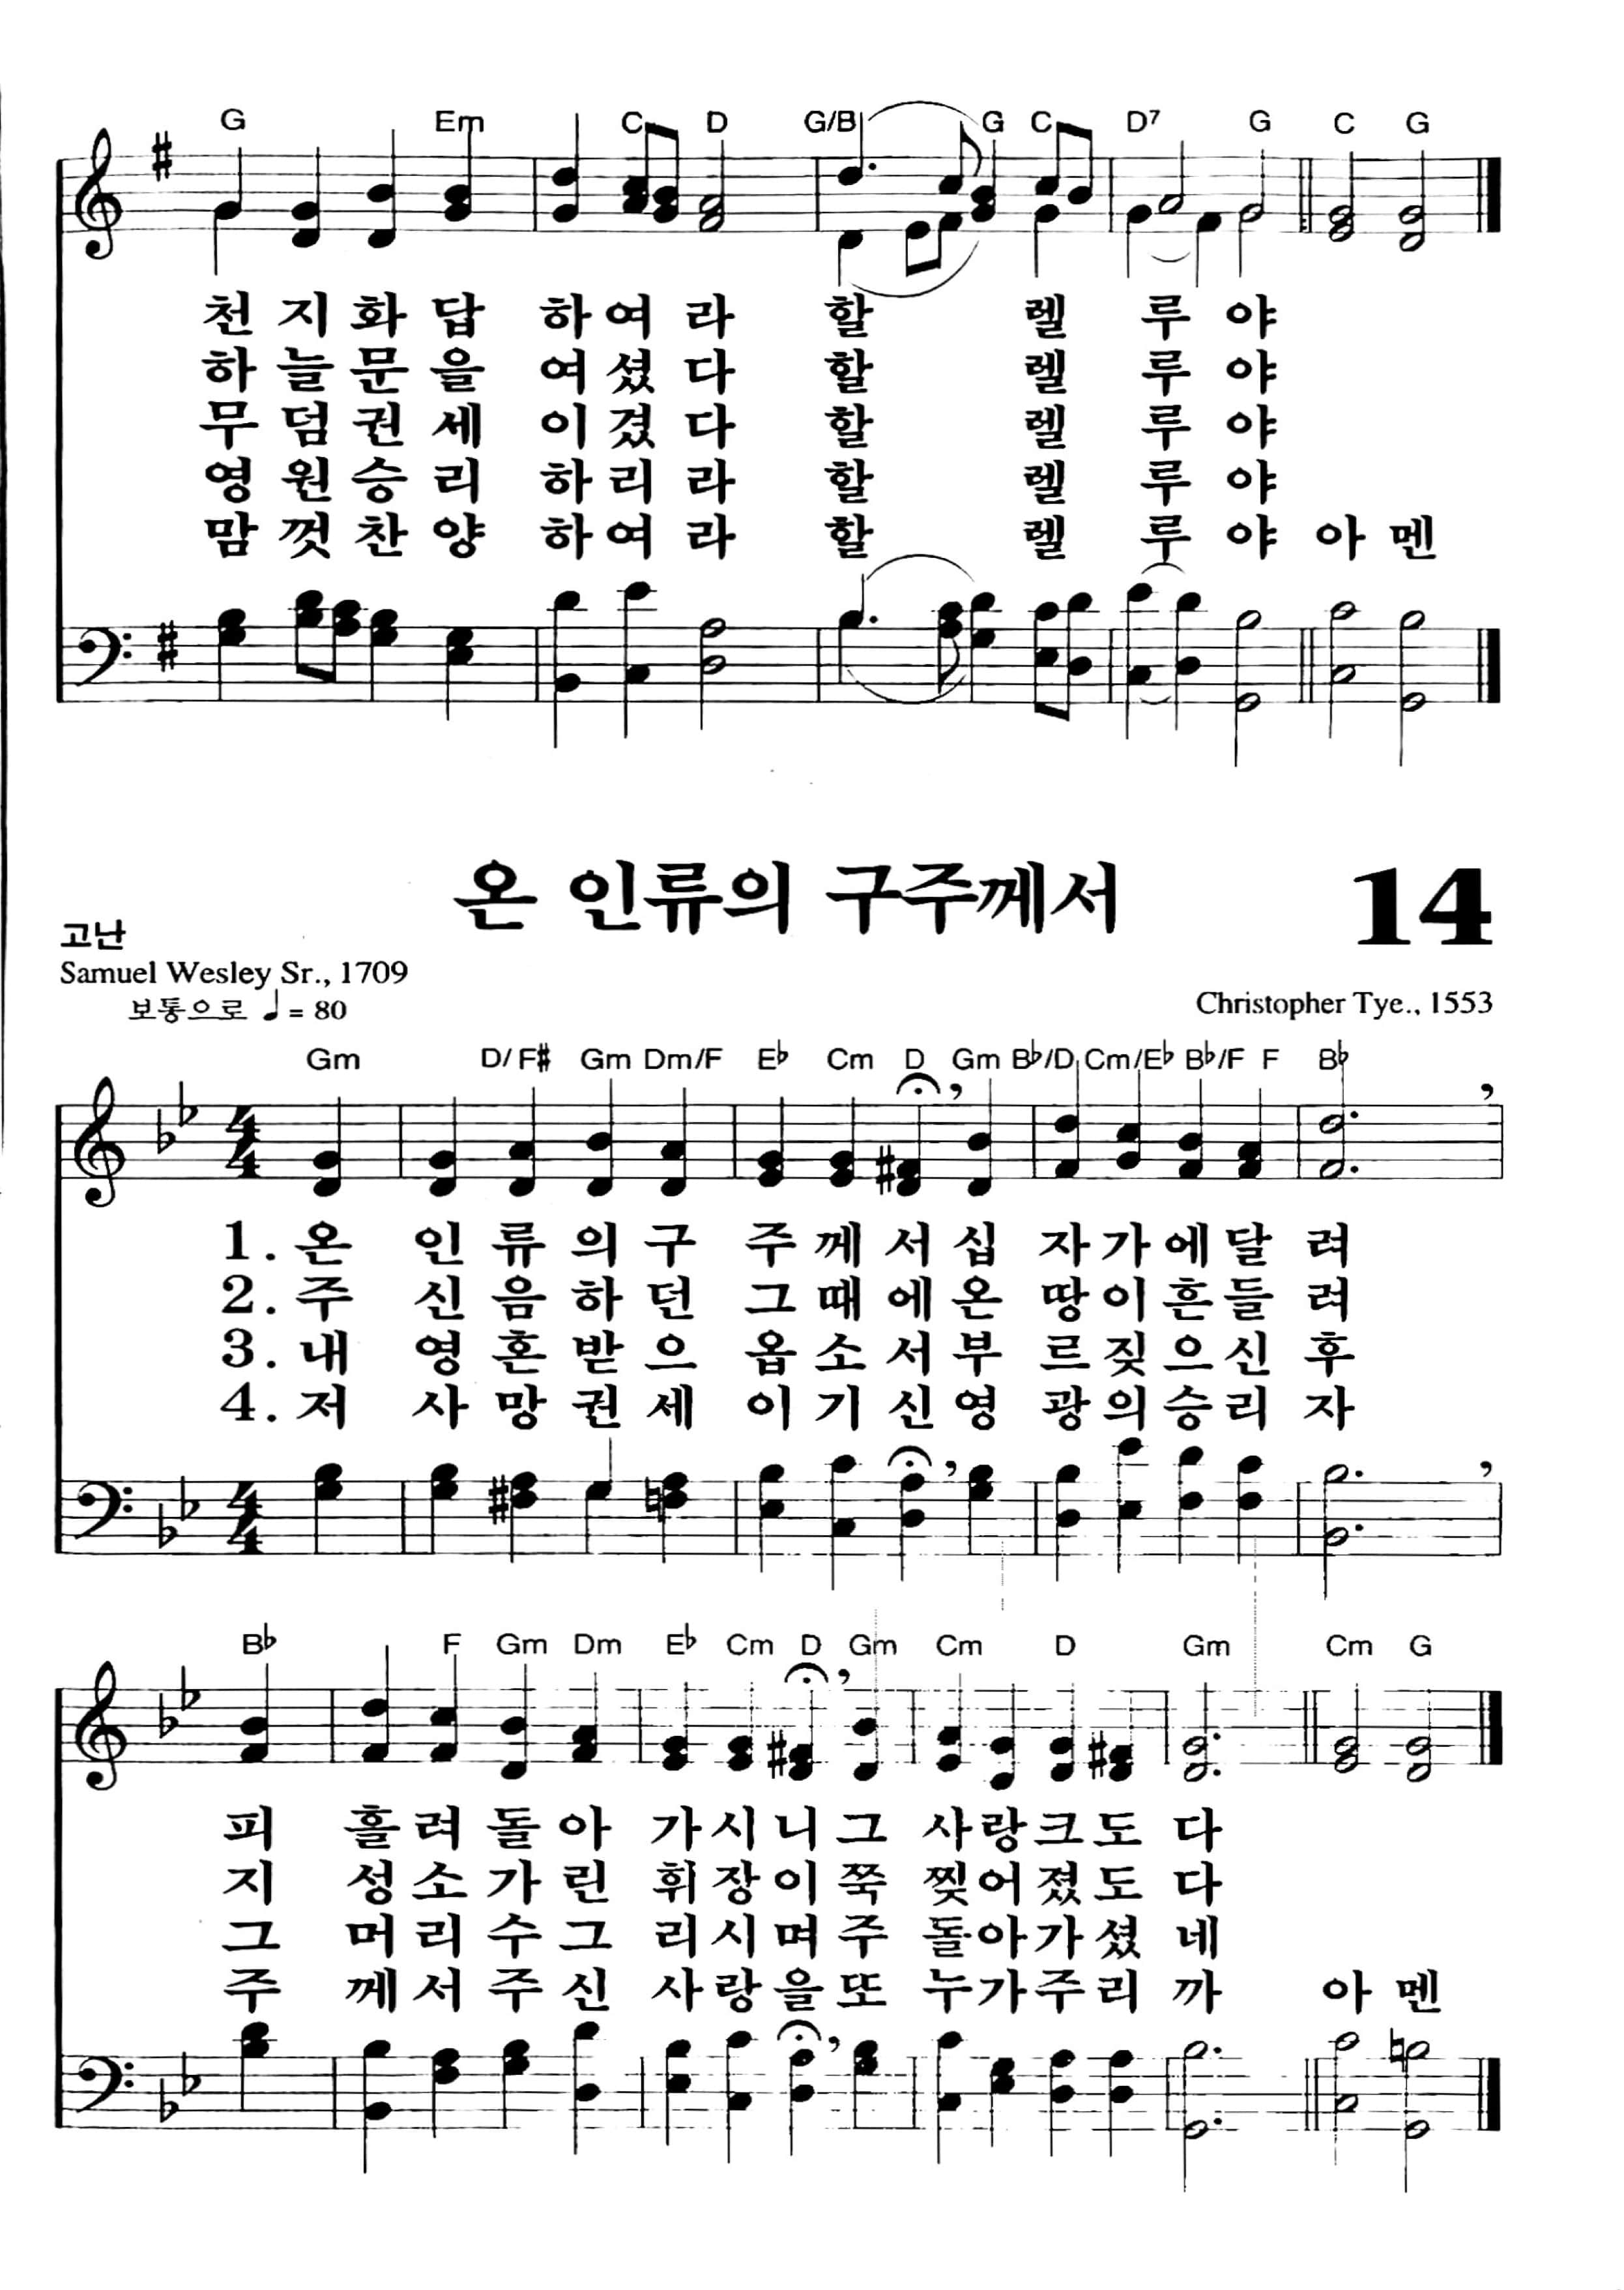 G Em C D G/B G C D7 G C G
천 지 화 답 하 여 라 할 렐 루 야
하 늘 문 을 여 셨 다 할 렐 루 야
무 덤 권 세 이 겼 다 할 렐 루 야
영 원 승 리 하 리 라 할 렐 루 야
맘 껏 찬 양 하 여 라 할 렐 루 야 아 멘
온 인류의 구주께서 14
고난
Samuel Wesley Sr., 1709
보통으로 ♩ = 80
Christopher Tye., 1553
Gm D/F# Gm Dm/F E♭ Cm D Gm B♭/D Cm/E♭ B♭/F F B♭
1. 온 인 류 의 구 주 께 서 십 자 가 에 달 려
2. 주 신 음 하 던 그 때 에 온 땅 이 흔 들 려
3. 내 영 혼 받 으 옵 소 서 부 르 짖 으 신 후
4. 저 사 망 권 세 이 기 신 영 광 의 승 리 자
B♭ F Gm Dm E♭ Cm D Gm Cm D Gm Cm G
피 흘 려 돌 아 가 시 니 그 사 랑 크 도 다
지 성 소 가 린 휘 장 이 쭉 찢 어 졌 도 다
그 머 리 수 그 리 시 며 주 돌 아 가 셨 네
주 께 서 주 신 사 랑 을 또 누 가 주 리 까 아 멘